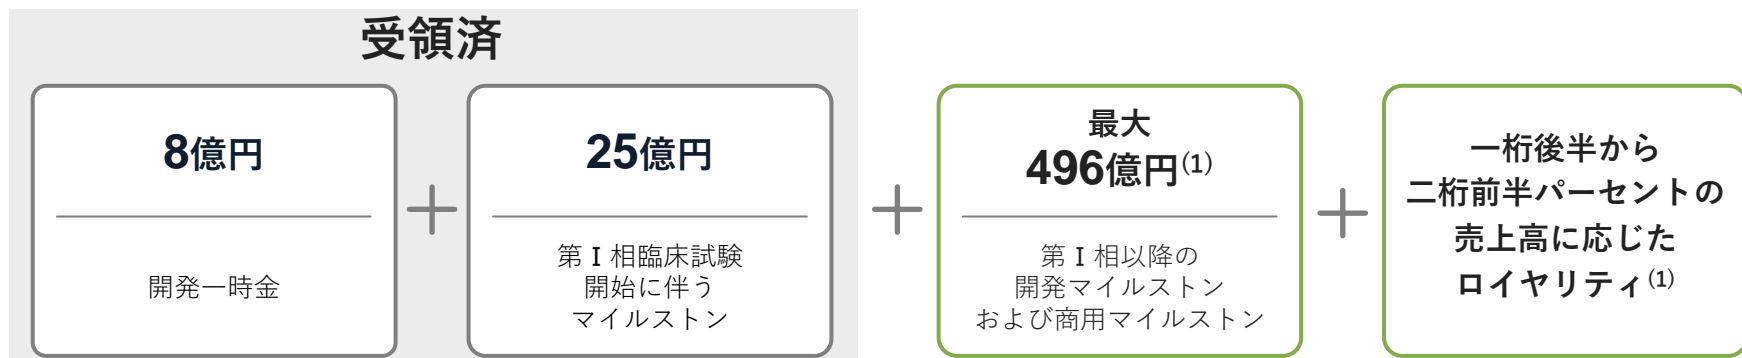 受領済
8億円
開発一時金
25億円
第Ⅰ相臨床試験
開始に伴う
マイルストン
最大
496億円(1)
第Ⅰ相以降の
開発マイルストン
および商用マイルストン
一桁後半から
二桁前半パーセントの
売上高に応じた
ロイヤリティ(1)